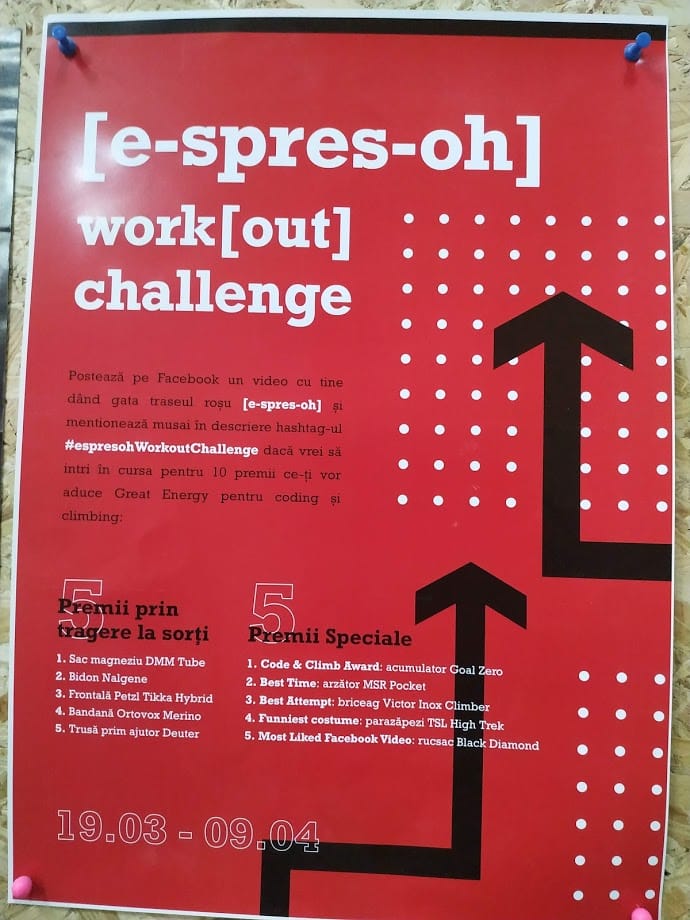 [e-spres-oh]
work[out]
challenge
Postează pe Facebook un video cu tine
dând gata traseul roșu [e-spres-oh] și
mentionează musai în descriere hashtag-ul
#espresohWorkoutChallenge dacă vrei să
intri în cursa pentru 10 premii ce-ți vor
aduce Great Energy pentru coding și
climbing:
5
Premii prin
tragere la sorți
1. Sac magneziu DMM Tube
2. Bidon Nalgene
3. Frontală Petzl Tikka Hybrid
4. Bandană Ortovox Merino
5. Trusă prim ajutor Deuter
5
Premii Speciale
1. Code & Climb Award: acumulator Goal Zero
2. Best Time: arzător MSR Pocket
3. Best Attempt: briceag Victor Inox Climber
4. Funniest costume: parazăpezi TSL High Trek
5. Most Liked Facebook Video: rucsac Black Diamond
19.03 - 09.04